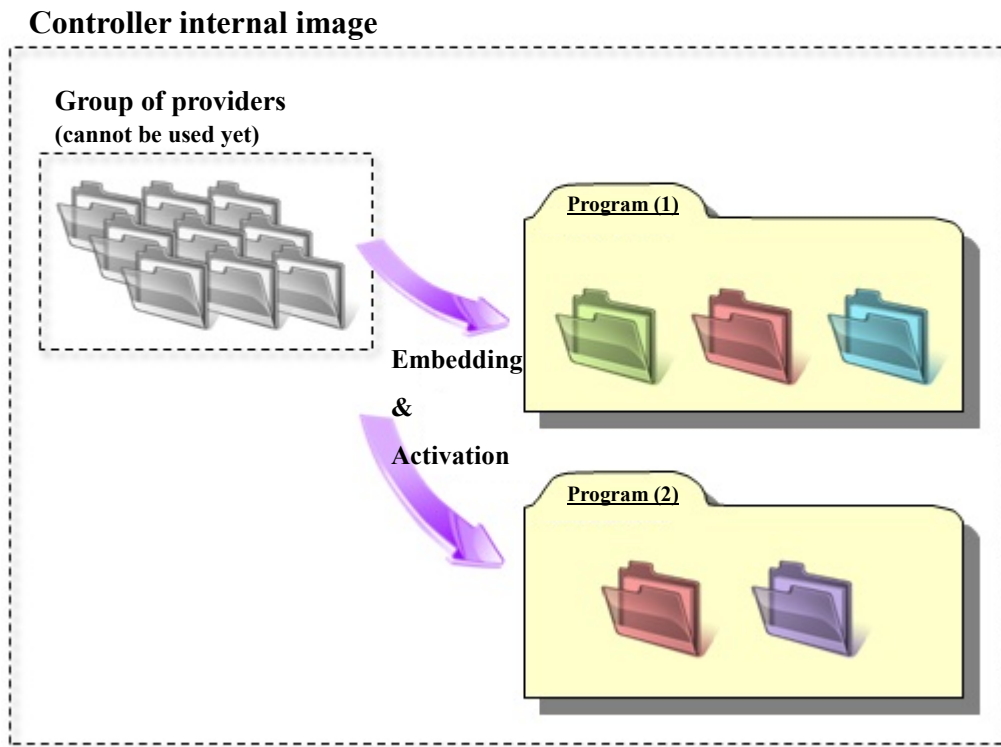 Controller internal image
Group of providers
(cannot be used yet)
Program (1)
Embedding
&
Activation
Program (2)